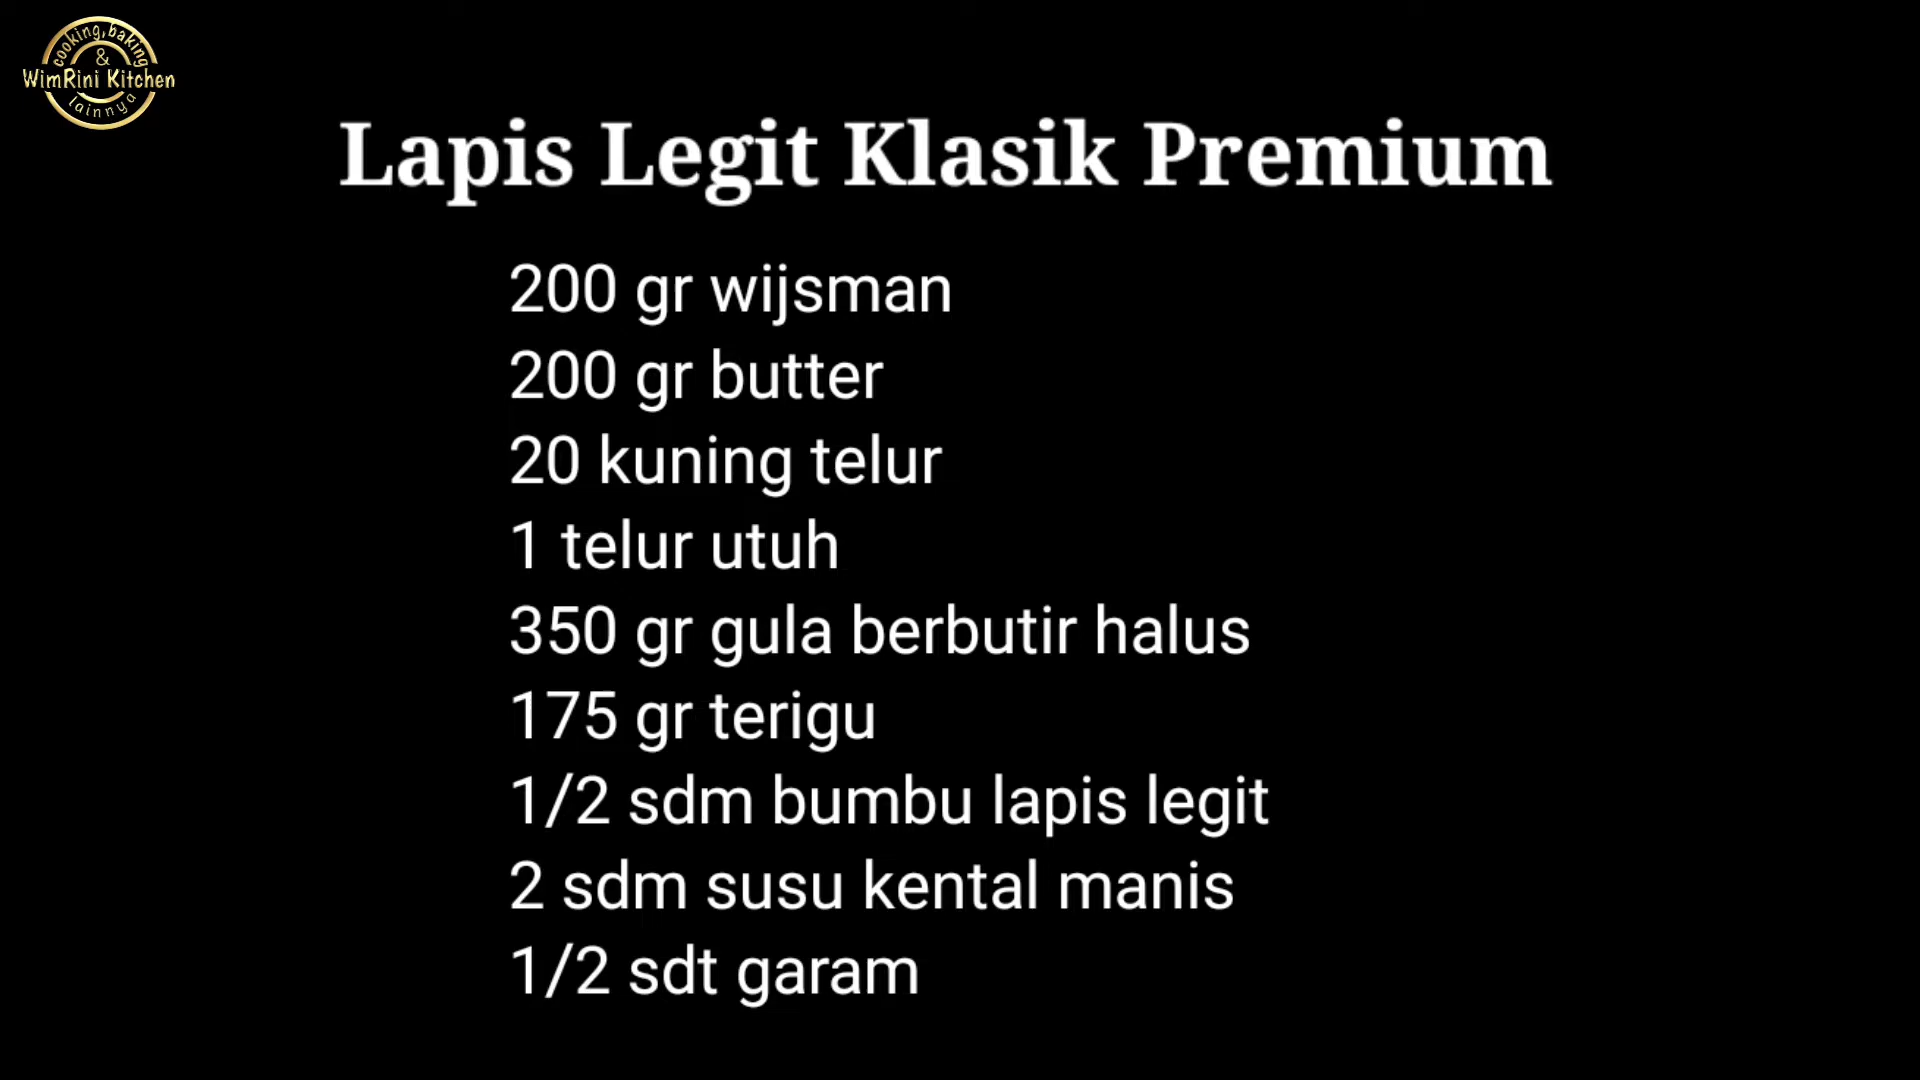 cooking, baking
&
WimRini Kitchen
lainnya
Lapis Legit Klasik Premium
200 gr wijsman
200 gr butter
20 kuning telur
1 telur utuh
350 gr gula berbutir halus
175 gr terigu
1/2 sdm bumbu lapis legit
2 sdm susu kental manis
1/2 sdt garam